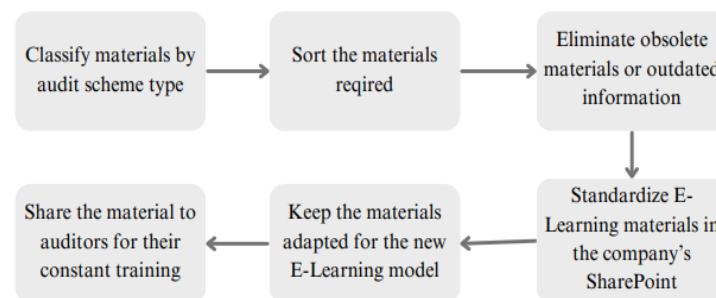 Classify materials by
audit scheme type
Sort the materials
reqired
Eliminate obsolete
materials or outdated
information
Standardize E-
Learning materials in
the company's
SharePoint
Keep the materials
adapted for the new
E-Learning model
Share the material to
auditors for their
constant training